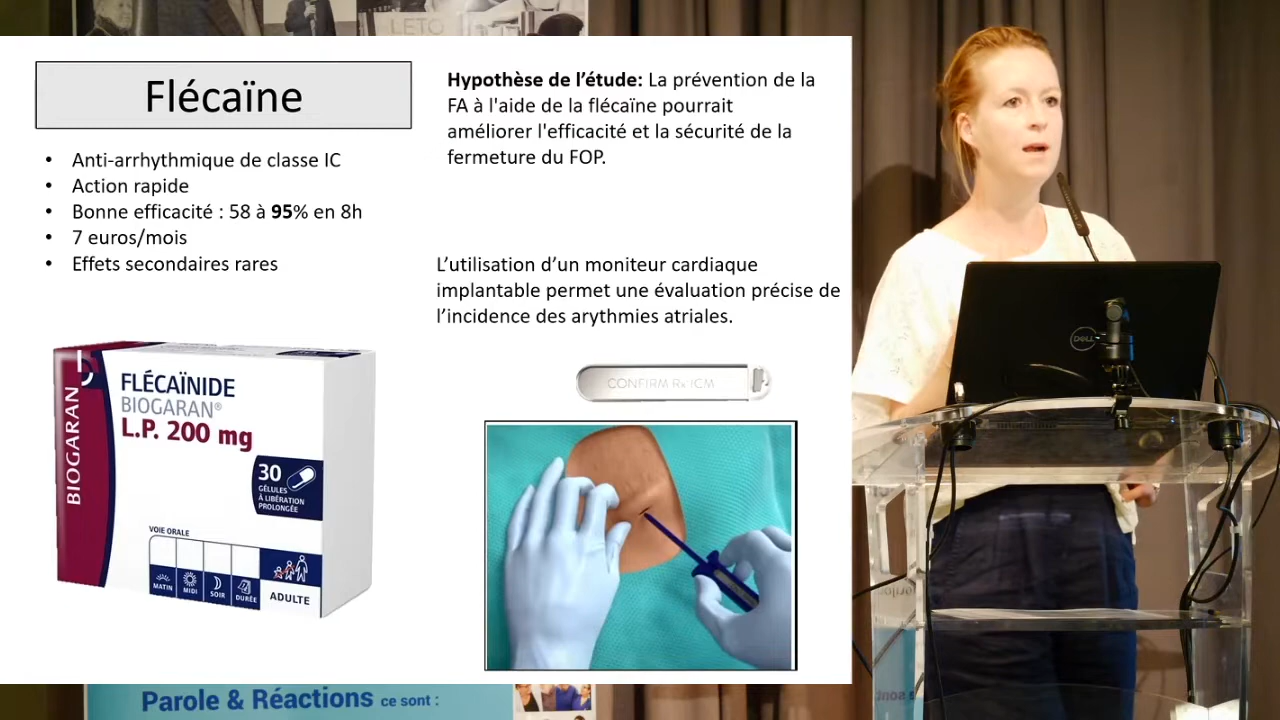 LETO
Flécaïne
• Anti-arrhythmique de classe IC
• Action rapide
• Bonne efficacité : 58 à 95% en 8h
• 7 euros/mois
• Effets secondaires rares
Hypothèse de l’étude: La prévention de la
FA à l'aide de la flécaïne pourrait
améliorer l'efficacité et la sécurité de la
fermeture du FOP.
L’utilisation d’un moniteur cardiaque
implantable permet une évaluation précise de
l’incidence des arythmies atriales.
CONFIRM Rx ICM
BIOGARAN
FLÉCAÏNIDE
BIOGARAN®
L.P. 200 mg
30
GÉLULES
À LIBÉRATION
PROLONGÉE
VOIE ORALE
MATIN MIDI SOIR DURÉE
ADULTE
DELL
Parole & Réactions ce sont :